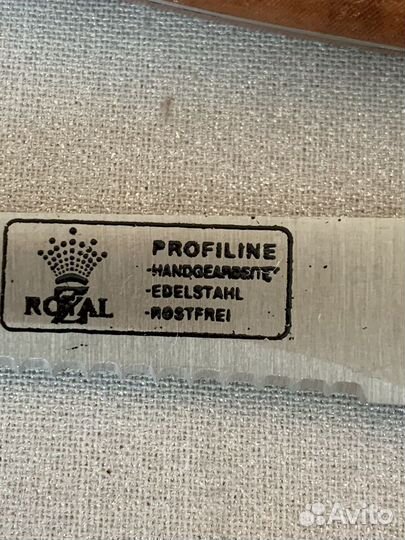 PROFILINE
-HANDGEARBEITET
-EDELSTAHL
-ROSTFREI
ROYAL
Avito